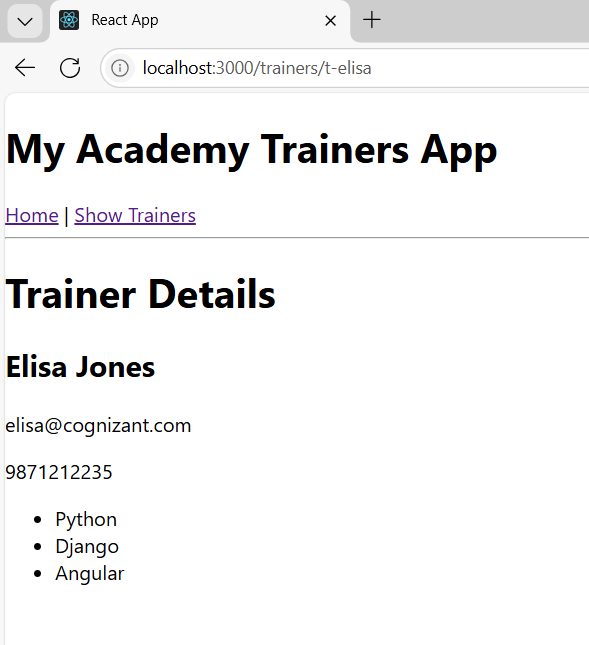 React App
localhost:3000/trainers/t-elisa
My Academy Trainers App
Home | Show Trainers
Trainer Details
Elisa Jones
elisa@cognizant.com
9871212235
Python
Django
Angular